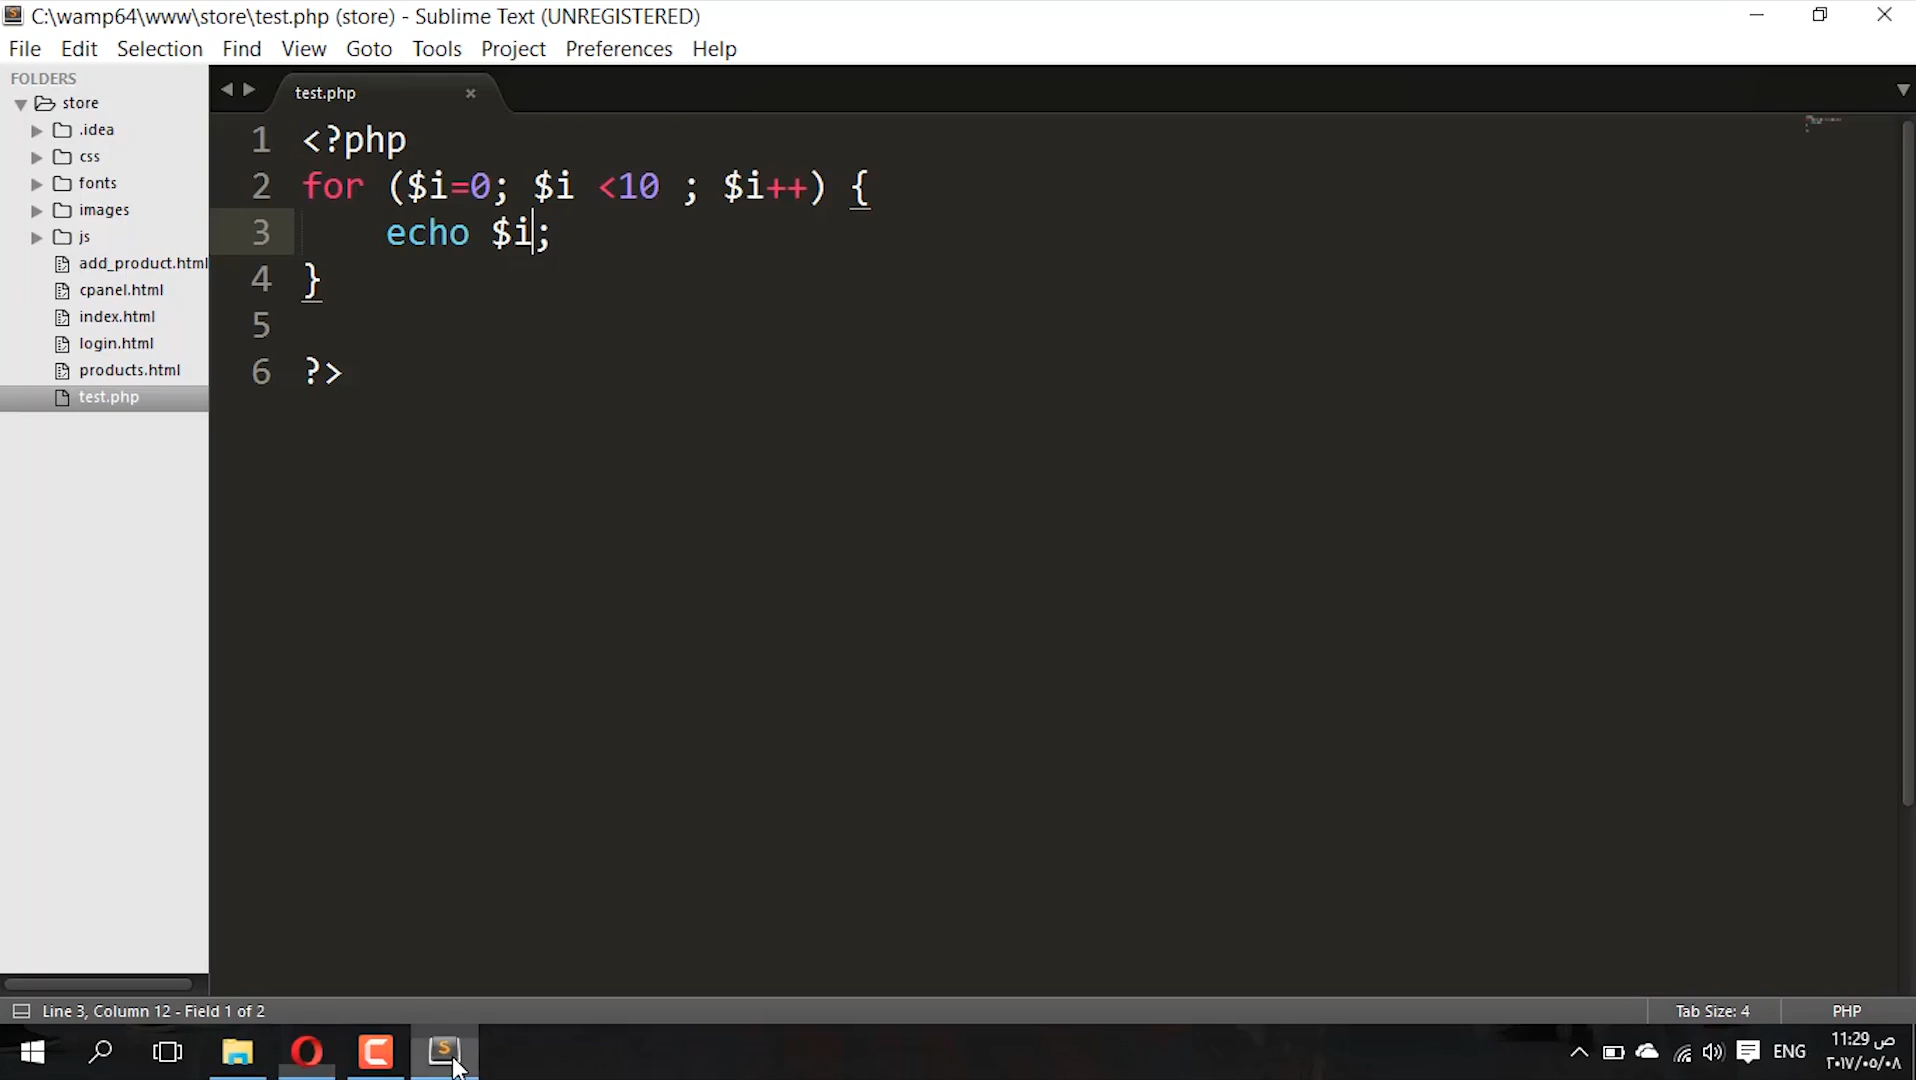 C:\wamp64\www\store\test.php (store) - Sublime Text (UNREGISTERED)
File Edit Selection Find View Goto Tools Project Preferences Help
FOLDERS
store
.idea
css
fonts
images
js
add_product.html
cpanel.html
index.html
login.html
products.html
test.php
test.php ×
1 <?php
2 for ($i=0; $i <10 ; $i++) {
3 echo $i;
4 }
5
6 ?>
Line 3, Column 12 - Field 1 of 2
Tab Size: 4
PHP
ENG
11:29 ص
٢٠١٧/٠٥/٠٨